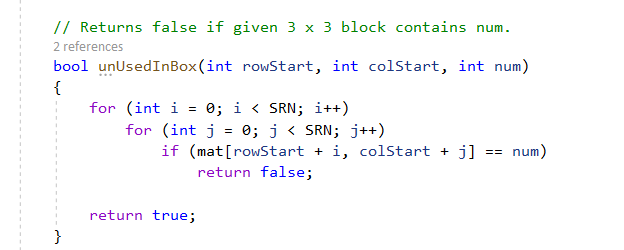 // Returns false if given 3 x 3 block contains num.
2 references
bool unUsedInBox(int rowStart, int colStart, int num)
{
for (int i = 0; i < SRN; i++)
for (int j = 0; j < SRN; j++)
if (mat[rowStart + i, colStart + j] == num)
return false;
return true;
}